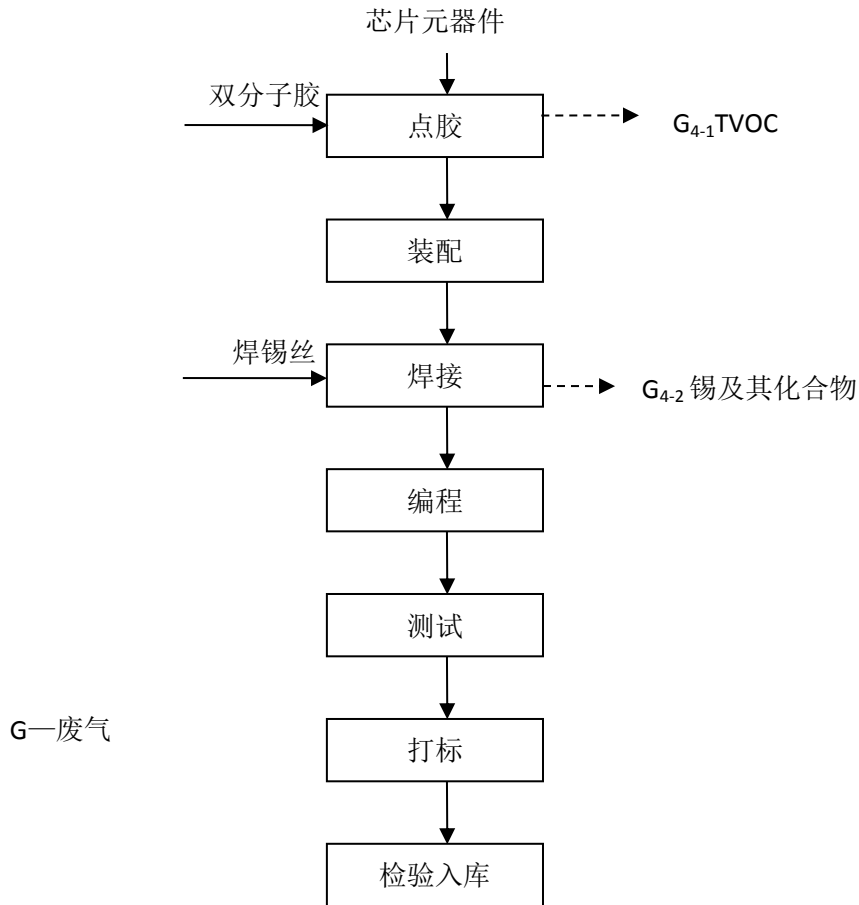 芯片元器件
双分子胶
点胶
G4-1TVOC
装配
焊锡丝
焊接
G4-2 锡及其化合物
编程
测试
G—废气
打标
检验入库